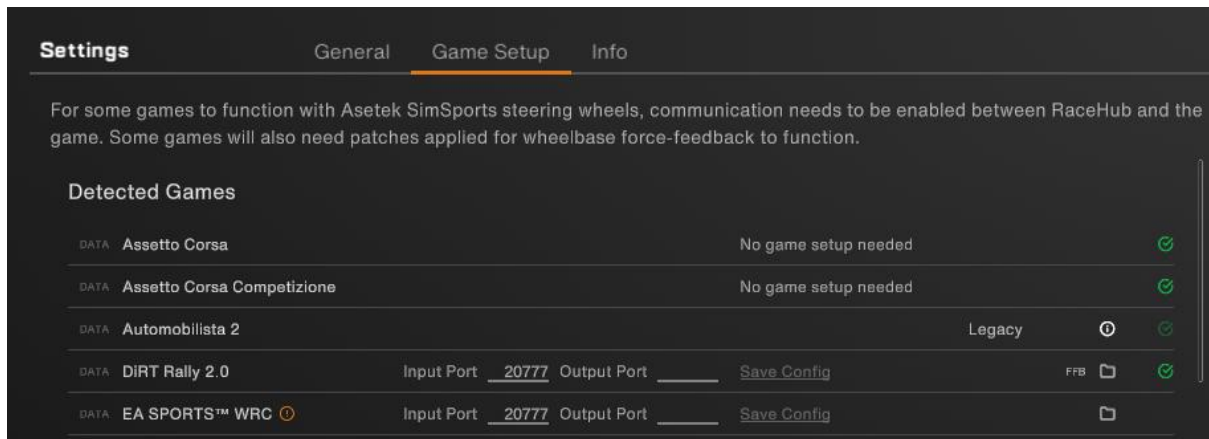 Settings General Game Setup Info
For some games to function with Asetek SimSports steering wheels, communication needs to be enabled between RaceHub and the
game. Some games will also need patches applied for wheelbase force-feedback to function.
Detected Games
DATA Assetto Corsa No game setup needed
DATA Assetto Corsa Competizione No game setup needed
DATA Automobilista 2 Legacy
DATA DiRT Rally 2.0 Input Port 20777 Output Port Save Config FFB
DATA EA SPORTS™ WRC Input Port 20777 Output Port Save Config